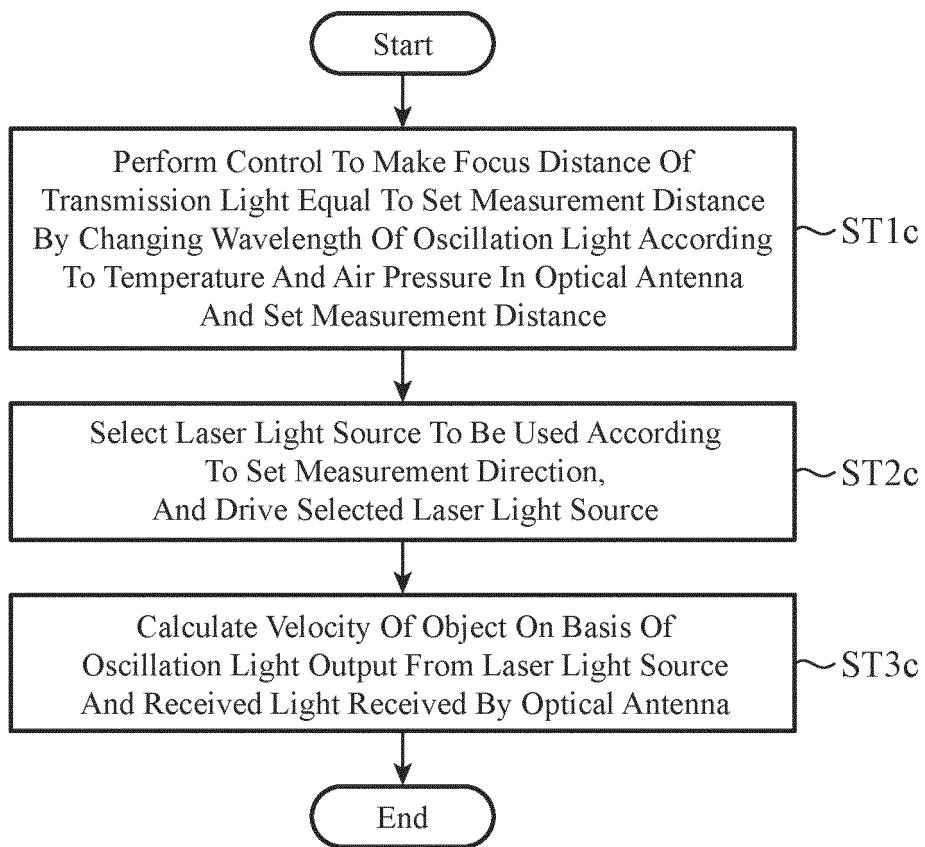 Start
Perform Control To Make Focus Distance Of
Transmission Light Equal To Set Measurement Distance
By Changing Wavelength Of Oscillation Light According
To Temperature And Air Pressure In Optical Antenna
And Set Measurement Distance
ST1c
Select Laser Light Source To Be Used According
To Set Measurement Direction,
And Drive Selected Laser Light Source
ST2c
Calculate Velocity Of Object On Basis Of
Oscillation Light Output From Laser Light Source
And Received Light Received By Optical Antenna
ST3c
End